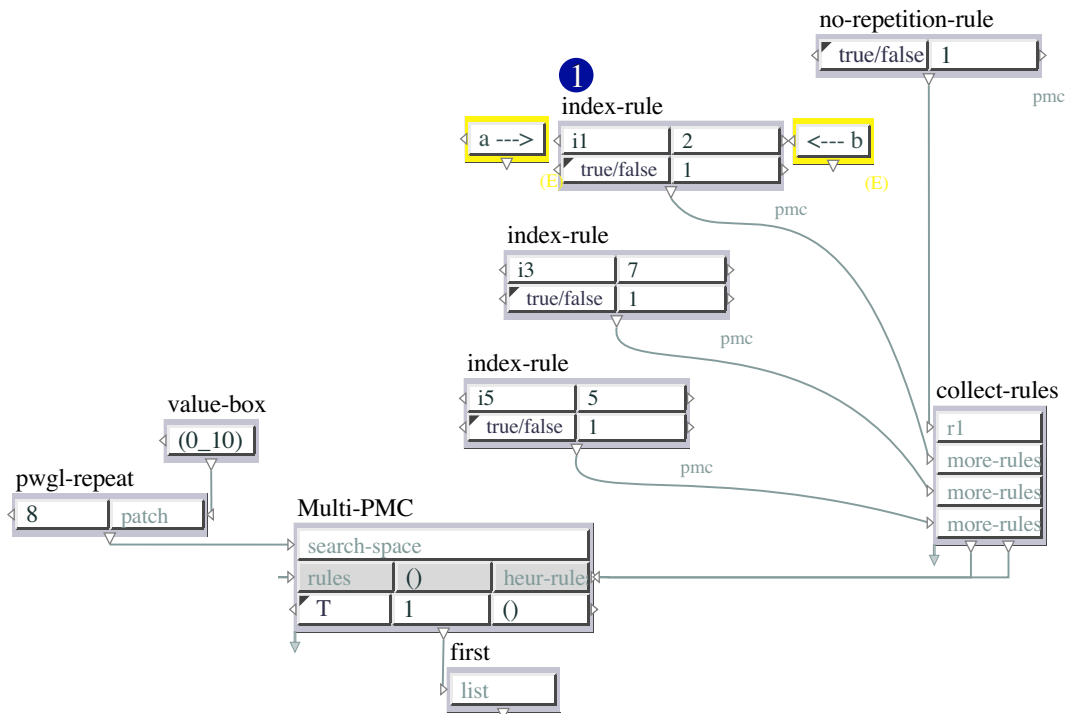 no-repetition-rule
true/false 1
pmc
1
index-rule
a --->
i1 2
<--- b
true/false 1
(E)
(E)
pmc
index-rule
i3 7
true/false 1
pmc
index-rule
i5 5
true/false 1
pmc
collect-rules
r1
more-rules
more-rules
more-rules
value-box
(0_10)
pwgl-repeat
8 patch
Multi-PMC
search-space
rules () heur-rule
T 1 ()
first
list